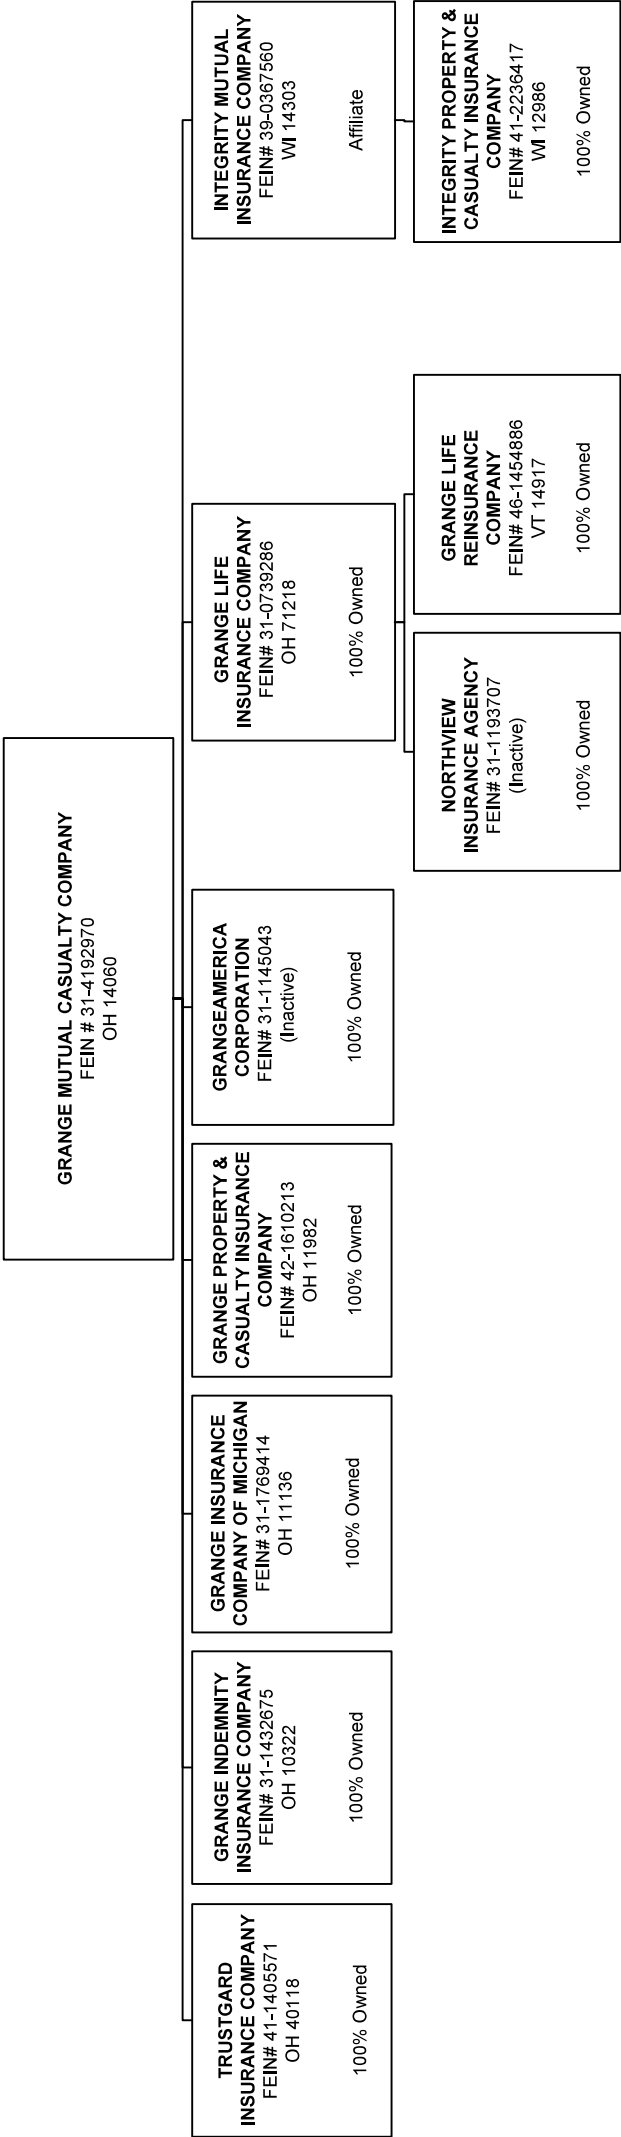 GRANGE MUTUAL CASUALTY COMPANY
FEIN # 31-4192970
OH 14060
TRUSTGARD
INSURANCE COMPANY
FEIN# 41-1405571
OH 40118
100% Owned
GRANGE INDEMNITY
INSURANCE COMPANY
FEIN# 31-1432675
OH 10322
100% Owned
GRANGE INSURANCE
COMPANY OF MICHIGAN
FEIN# 31-1769414
OH 11136
100% Owned
GRANGE PROPERTY &
CASUALTY INSURANCE
COMPANY
FEIN# 42-1610213
OH 11982
100% Owned
GRANGEAMERICA
CORPORATION
FEIN# 31-1145043
(Inactive)
100% Owned
GRANGE LIFE
INSURANCE COMPANY
FEIN# 31-0739286
OH 71218
100% Owned
INTEGRITY MUTUAL
INSURANCE COMPANY
FEIN# 39-0367560
WI 14303
Affiliate
NORTHVIEW
INSURANCE AGENCY
FEIN# 31-1193707
(Inactive)
100% Owned
GRANGE LIFE
REINSURANCE
COMPANY
FEIN# 46-1454886
VT 14917
100% Owned
INTEGRITY PROPERTY &
CASUALTY INSURANCE
COMPANY
FEIN# 41-2236417
WI 12986
100% Owned